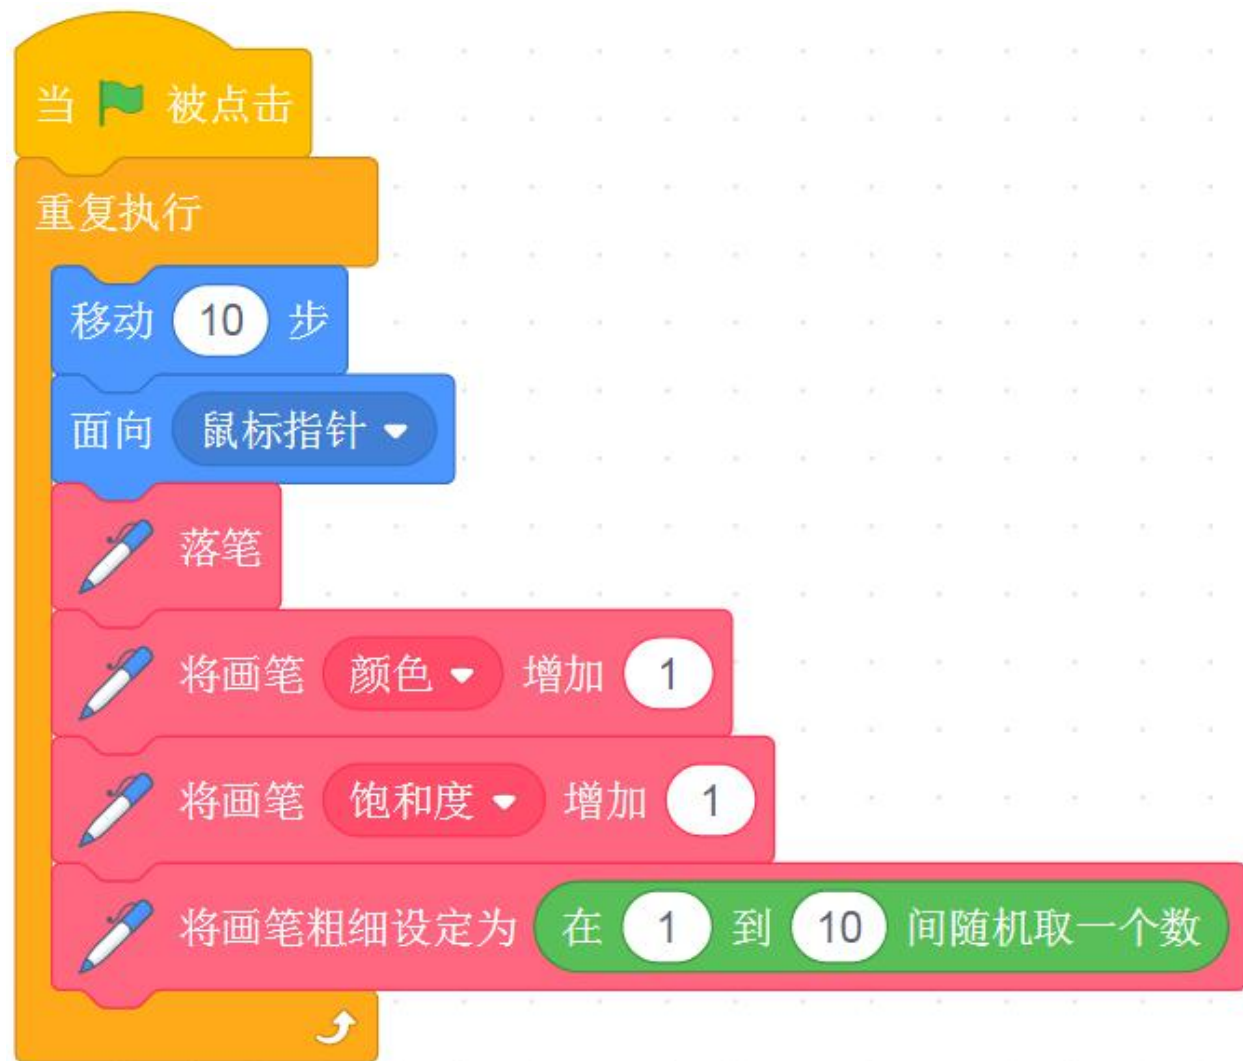 当 被点击
重复执行
移动 10 步
面向 鼠标指针
落笔
将画笔 颜色 增加 1
将画笔 饱和度 增加 1
将画笔粗细设定为 在 1 到 10 间随机取一个数